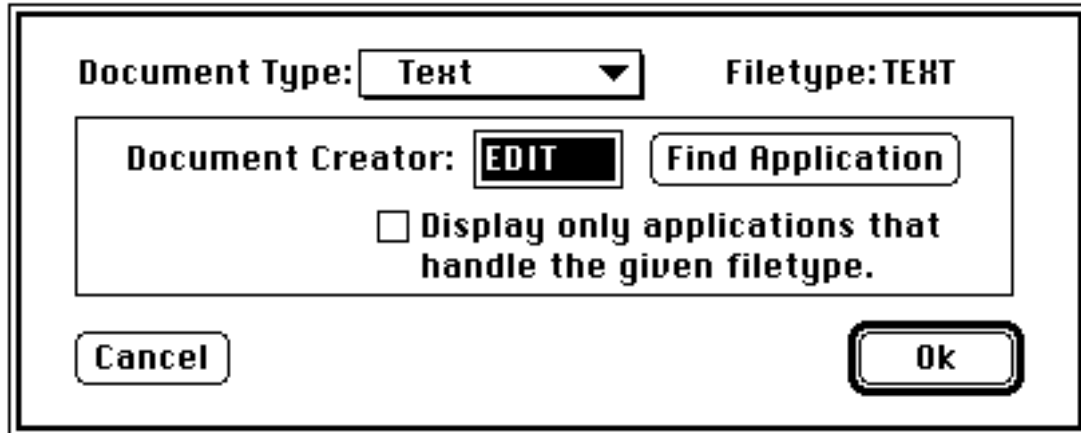 Document Type: Text Filetype: TEXT
Document Creator: EDIT Find Application
Display only applications that
handle the given filetype.
Cancel Ok